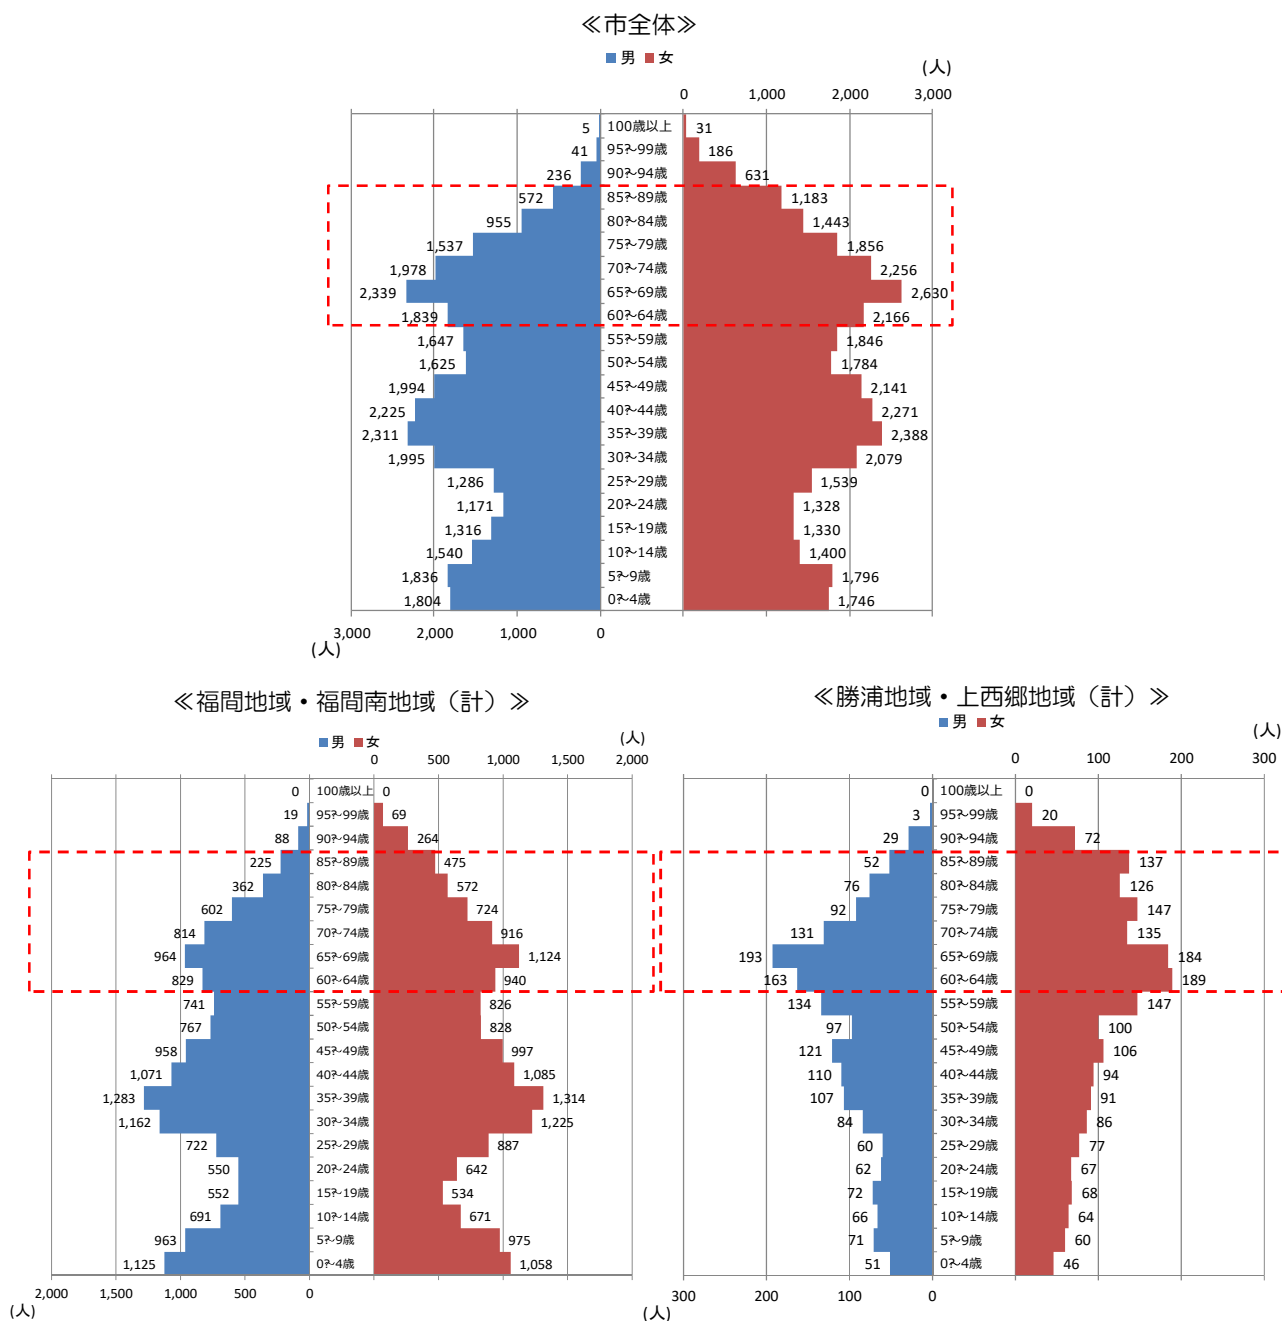 ≪市全体≫
■男 ■女
(人)
0 1,000 2,000 3,000
5 100歳以上 31
41 95?~99歳 186
236 90?~94歳 631
572 85?~89歳 1,183
955 80?~84歳 1,443
1,537 75?~79歳 1,856
1,978 70?~74歳 2,256
2,339 65?~69歳 2,630
1,839 60?~64歳 2,166
1,647 55?~59歳 1,846
1,625 50?~54歳 1,784
1,994 45?~49歳 2,141
2,225 40?~44歳 2,271
2,311 35?~39歳 2,388
1,995 30?~34歳 2,079
1,286 25?~29歳 1,539
1,171 20?~24歳 1,328
1,316 15?~19歳 1,330
1,540 10?~14歳 1,400
1,836 5?~9歳 1,796
1,804 0?~4歳 1,746
3,000 2,000 1,000 0
(人)
≪福間地域・福間南地域（計）≫
■男 ■女
(人)
0 500 1,000 1,500 2,000
0 100歳以上 0
19 95?~99歳 69
88 90?~94歳 264
225 85?~89歳 475
362 80?~84歳 572
602 75?~79歳 724
814 70?~74歳 916
964 65?~69歳 1,124
829 60?~64歳 940
741 55?~59歳 826
767 50?~54歳 828
958 45?~49歳 997
1,071 40?~44歳 1,085
1,283 35?~39歳 1,314
1,162 30?~34歳 1,225
722 25?~29歳 887
550 20?~24歳 642
552 15?~19歳 534
691 10?~14歳 671
963 5?~9歳 975
1,125 0?~4歳 1,058
2,000 1,500 1,000 500 0
(人)
≪勝浦地域・上西郷地域（計）≫
■男 ■女
(人)
0 100 200 300
0 100歳以上 0
3 95?~99歳 20
29 90?~94歳 72
52 85?~89歳 137
76 80?~84歳 126
92 75?~79歳 147
131 70?~74歳 135
193 65?~69歳 184
163 60?~64歳 189
134 55?~59歳 147
97 50?~54歳 100
121 45?~49歳 106
110 40?~44歳 94
107 35?~39歳 91
84 30?~34歳 86
60 25?~29歳 77
62 20?~24歳 67
72 15?~19歳 68
66 10?~14歳 64
71 5?~9歳 60
51 0?~4歳 46
300 200 100 0
(人)